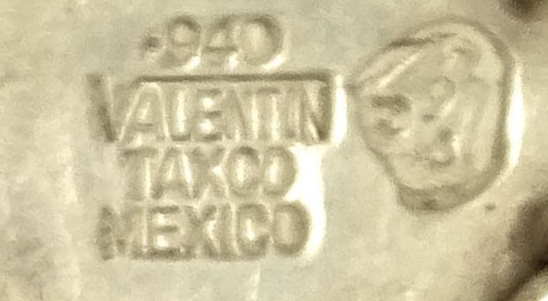 .940
VALENTIN
TAXCO
MEXICO